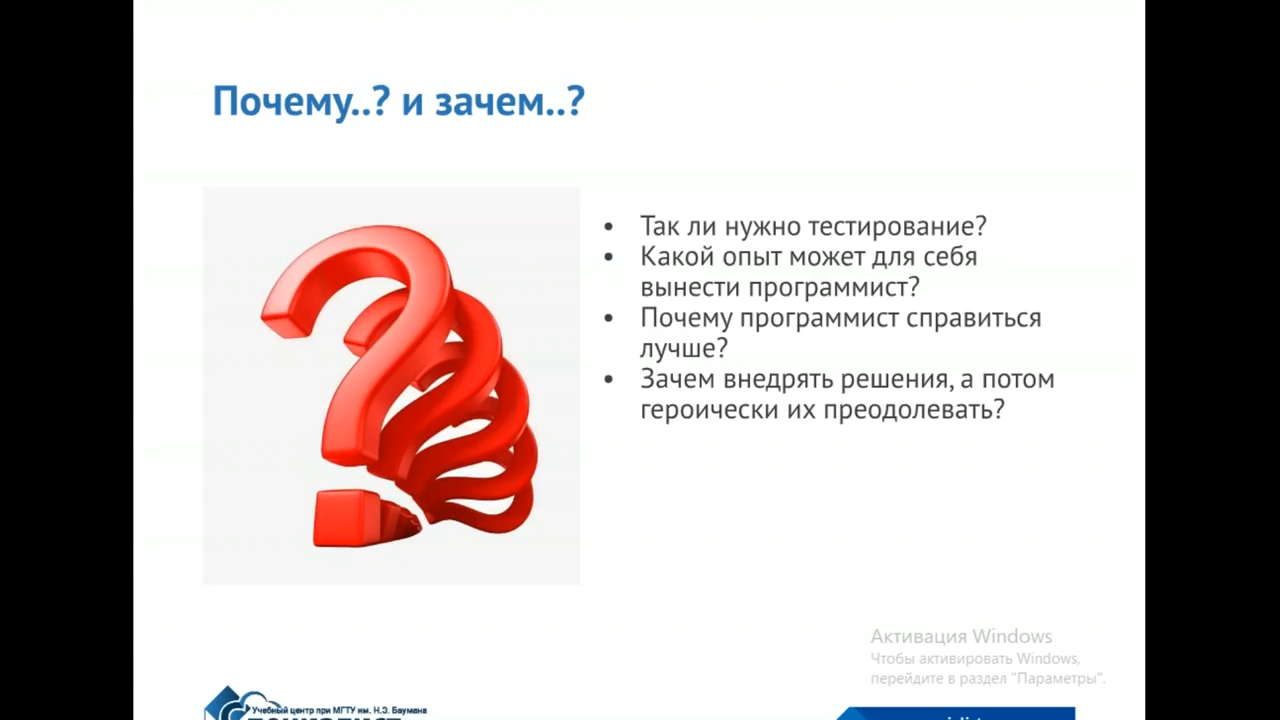 Почему..? и зачем..?
• Так ли нужно тестирование?
• Какой опыт может для себя
вынести программист?
• Почему программист справиться
лучше?
• Зачем внедрять решения, а потом
героически их преодолевать?
Активация Windows
Чтобы активировать Windows,
перейдите в раздел "Параметры".
Учебный центр при МГТУ им. Н.Э. Баумана